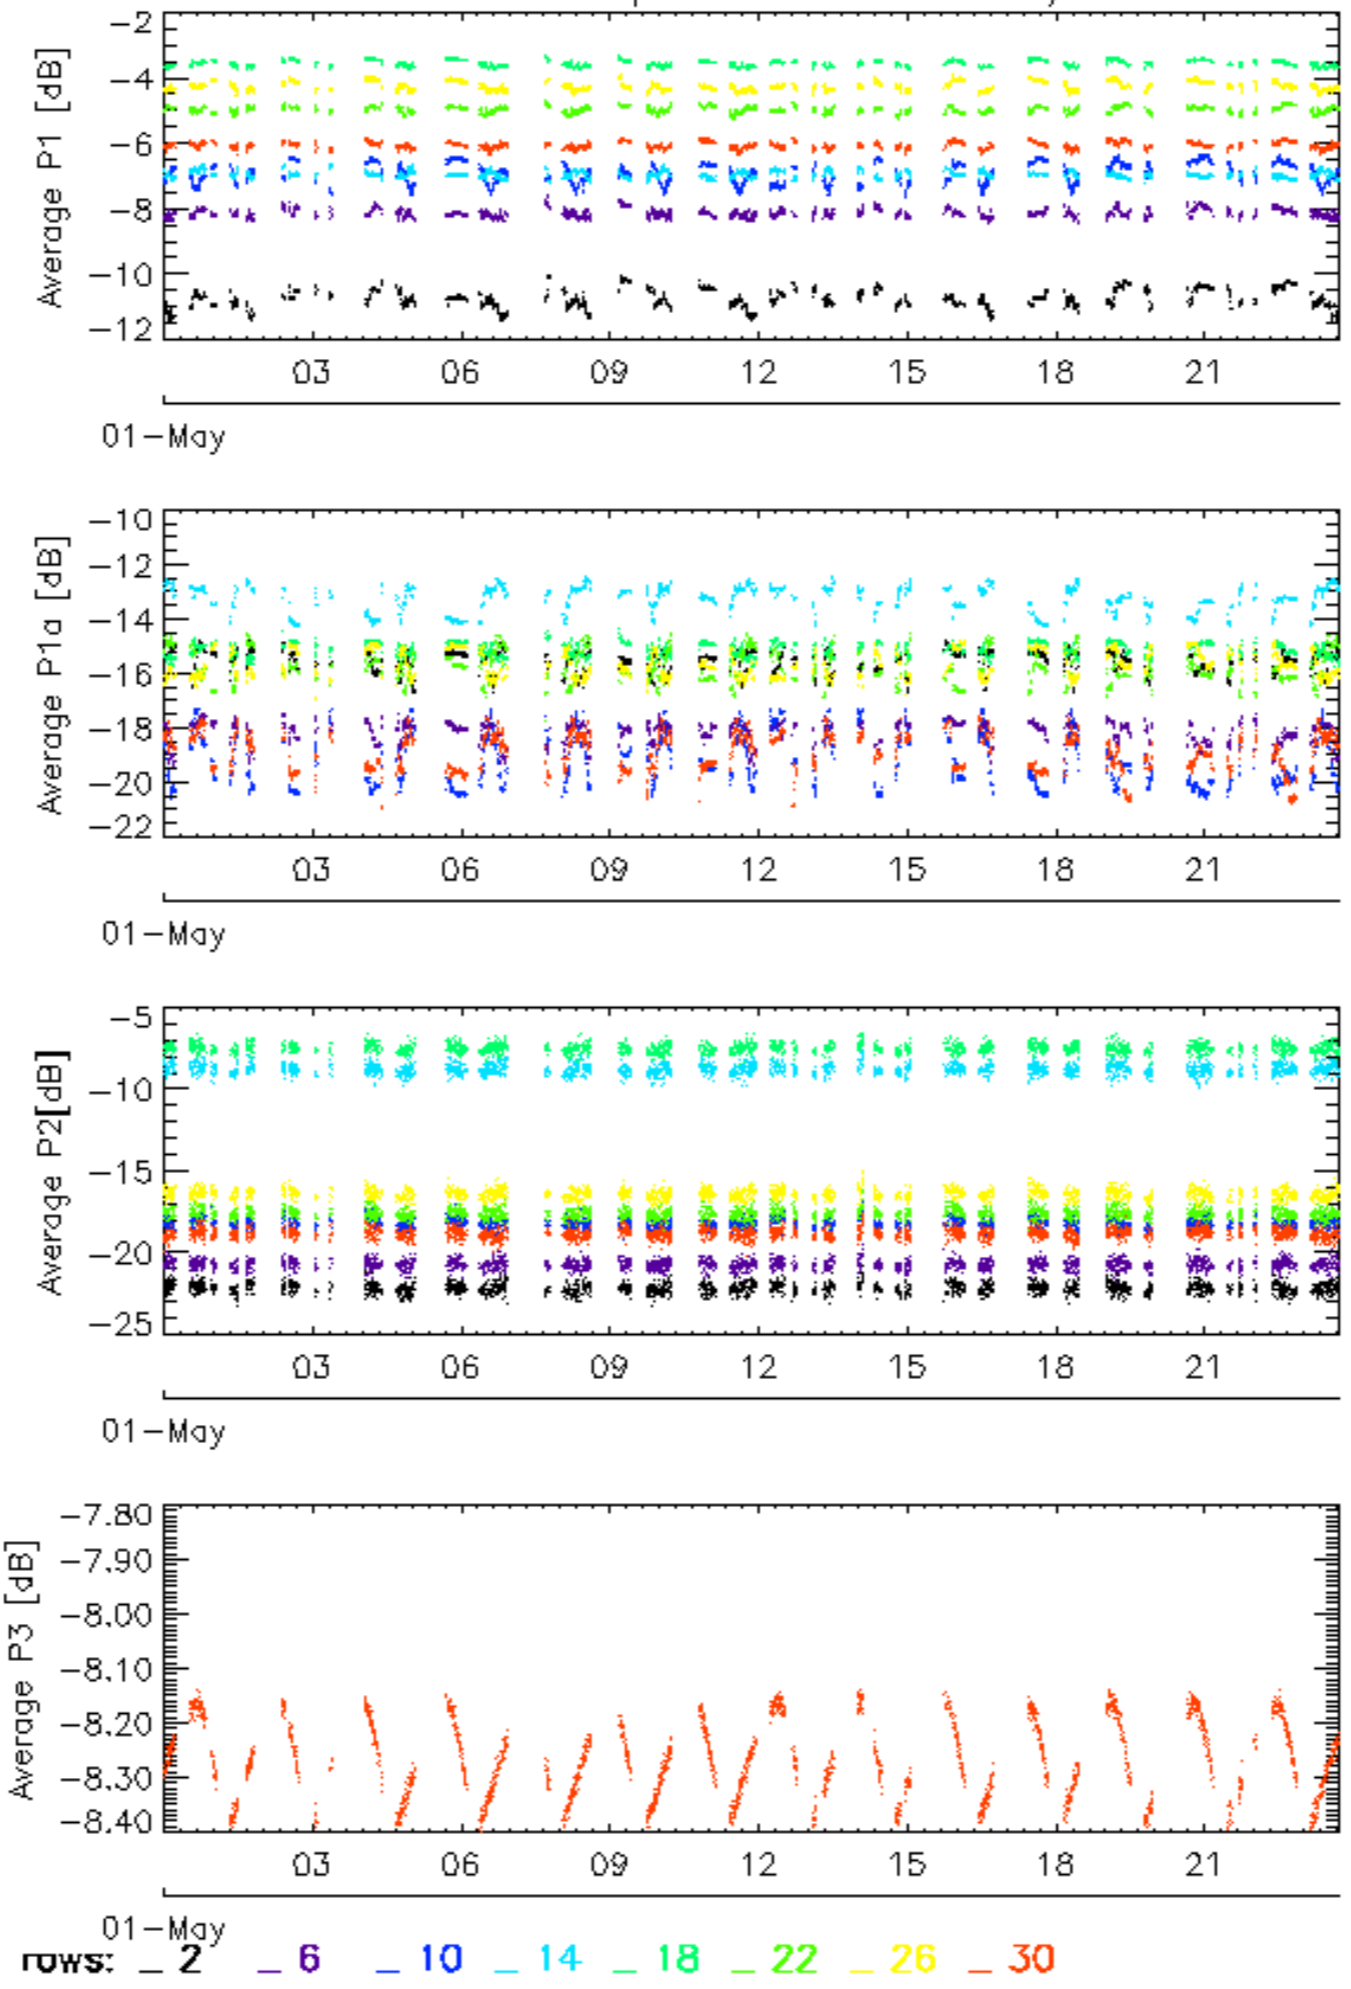 -2
-4
-6
-8
-10
-12
Average P1 [dB]
03 06 09 12 15 18 21
01-May
-10
-12
-14
-16
-18
-20
-22
Average P1a [dB]
03 06 09 12 15 18 21
01-May
-5
-10
-15
-20
-25
Average P2[dB]
03 06 09 12 15 18 21
01-May
-7.80
-7.90
-8.00
-8.10
-8.20
-8.30
-8.40
Average P3 [dB]
03 06 09 12 15 18 21
01-May
rows: _ 2 _ 6 _ 10 _ 14 _ 18 _ 22 _ 26 _ 30